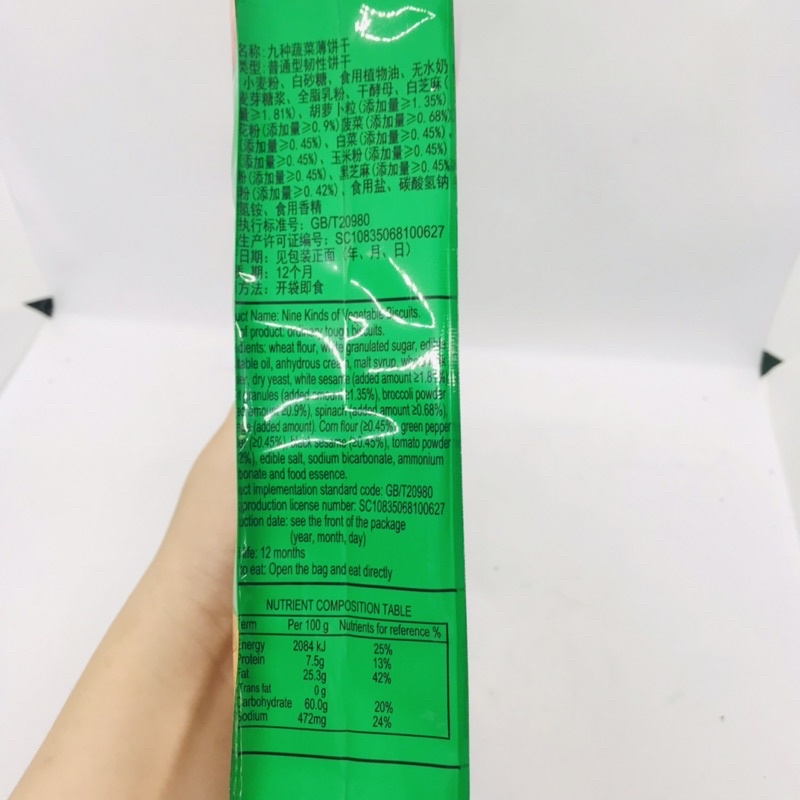 名称：九种蔬菜薄饼干
类型：普通型韧性饼干
小麦粉、白砂糖、食用植物油、无水奶
麦芽糖浆、全脂乳粉、干酵母、白芝麻（
量≥1.81%）、胡萝卜粒（添加量≥1.35%）
花粉（添加量≥0.9%）菠菜（添加量≥0.68%）
添加量≥0.45%）、白菜（添加量≥0.45%）、
添加量≥0.45%）、玉米粉（添加量≥0.45%）
粉（添加量≥0.45%）、黑芝麻（添加量≥0.45%
粉（添加量≥0.42%）、食用盐、碳酸氢钠
氢铵、食用香精
执行标准号：GB/T20980
生产许可证编号：SC10835068100627
日期：见包装正面（年、月、日）
期：12个月
方法：开袋即食
uct Name: Nine Kinds of Vegetable Biscuits.
of product: ordinary tough biscuits.
dients: wheat flour, white granulated sugar, edible
table oil, anhydrous cream, malt syrup, whole
dry yeast, white sesame (added amount ≥1.8
granules (added amount ≥1.35%), broccoli powder
≥0.9%), spinach (added amount ≥0.68%),
(added amount). Corn flour (≥0.45%), green pepper
(≥0.45%), black sesame (≥0.45%), tomato powder
2%), edible salt, sodium bicarbonate, ammonium
bonate and food essence.
uct implementation standard code: GB/T20980
production license number: SC10835068100627
uction date: see the front of the package
(year, month, day)
life: 12 months
to eat: Open the bag and eat directly
NUTRIENT COMPOSITION TABLE
Term Per 100 g Nutrients for reference %
Energy 2084 kJ 25%
Protein 7.5g 13%
Fat 25.3g 42%
Trans fat 0 g
Carbohydrate 60.0g 20%
Sodium 472mg 24%